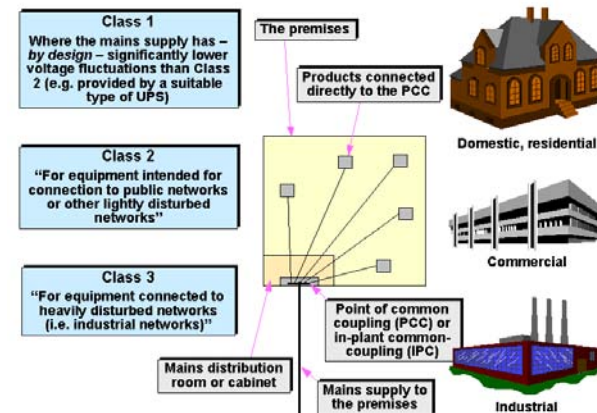 Class 1
Where the mains supply has –
by design – significantly lower
voltage fluctuations than Class
2 (e.g. provided by a suitable
type of UPS)
Class 2
“For equipment intended for
connection to public networks
or other lightly disturbed
networks”
Class 3
“For equipment connected to
heavily disturbed networks
(i.e. industrial networks)”
The premises
Products connected
directly to the PCC
Point of common
coupling (PCC) or
in-plant common-
coupling (IPC)
Mains distribution
room or cabinet
Mains supply to
the premises
Domestic, residential
Commercial
Industrial